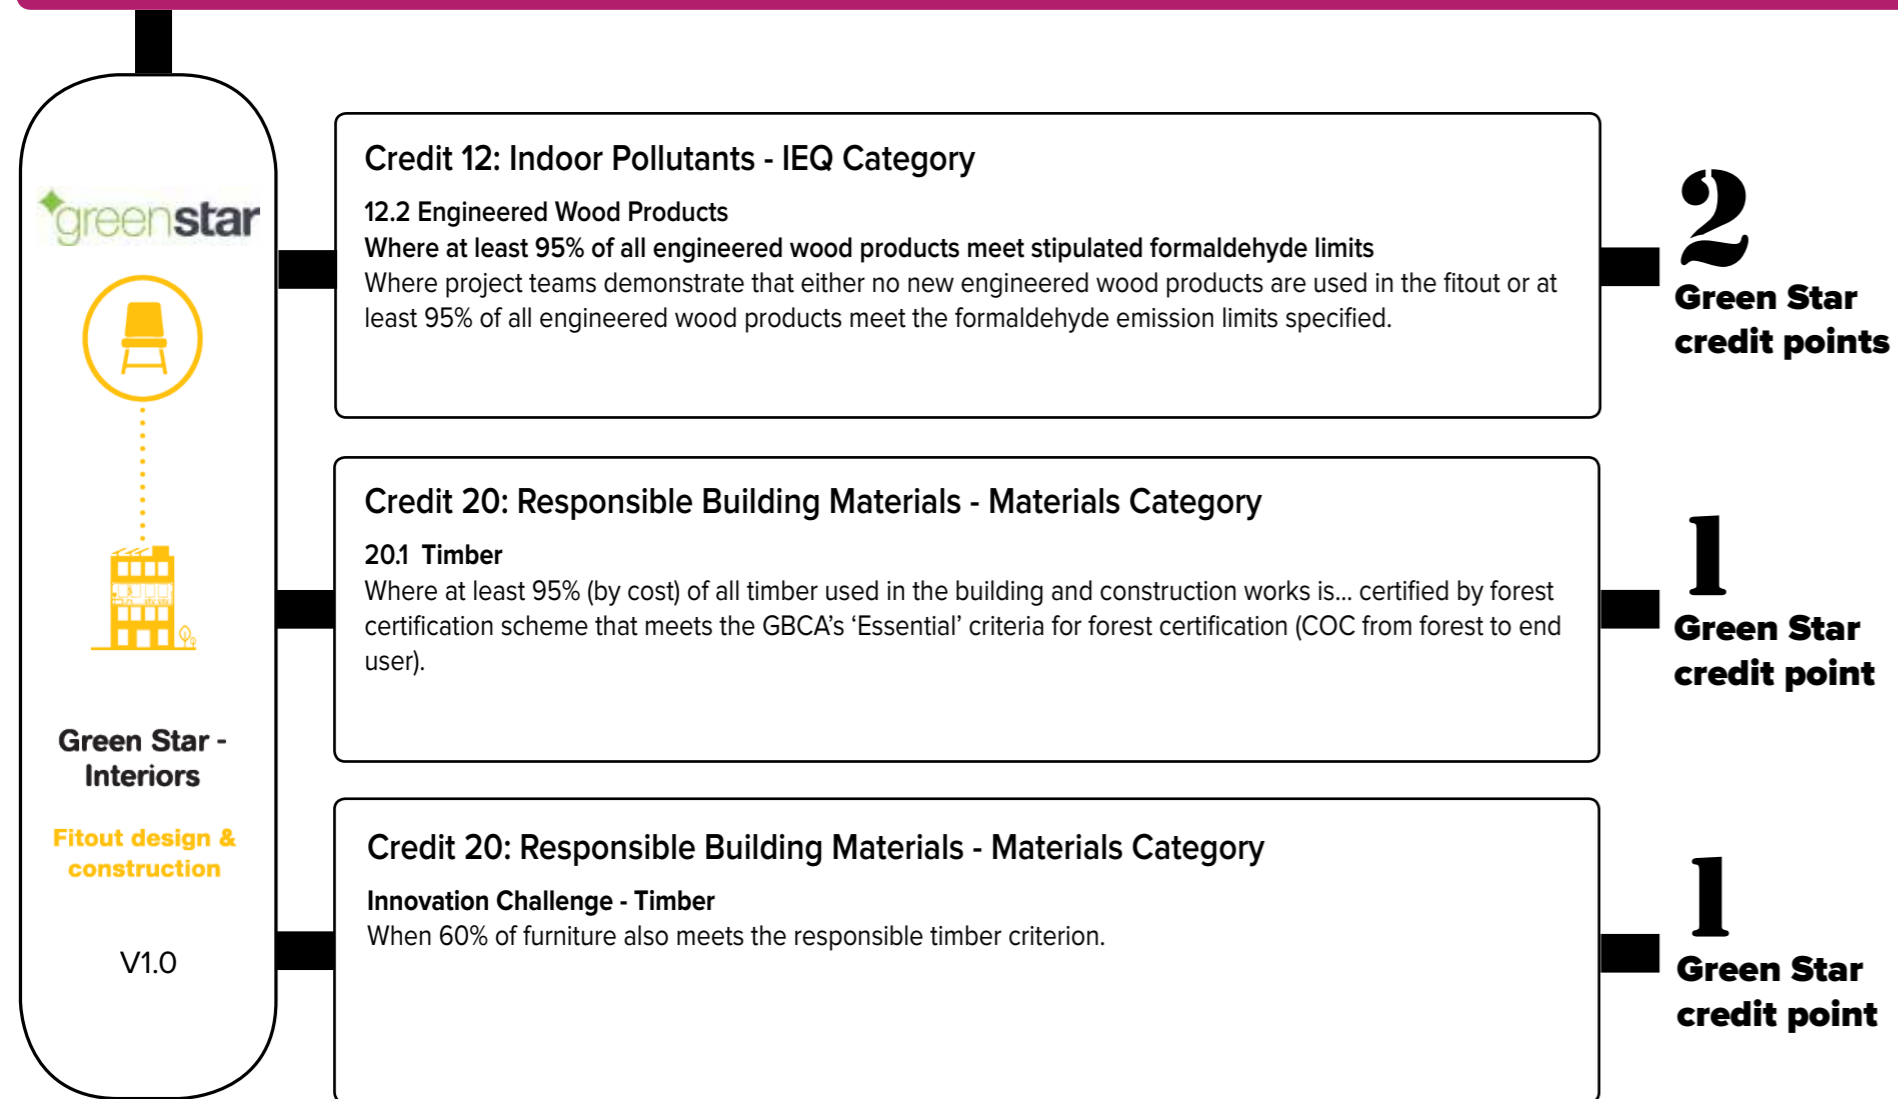 greenstar
Green Star -
Interiors
Fitout design &
construction
V1.0
Credit 12: Indoor Pollutants - IEQ Category
12.2 Engineered Wood Products
Where at least 95% of all engineered wood products meet stipulated formaldehyde limits
Where project teams demonstrate that either no new engineered wood products are used in the fitout or at
least 95% of all engineered wood products meet the formaldehyde emission limits specified.
2
Green Star
credit points
Credit 20: Responsible Building Materials - Materials Category
20.1 Timber
Where at least 95% (by cost) of all timber used in the building and construction works is... certified by forest
certification scheme that meets the GBCA’s ‘Essential’ criteria for forest certification (COC from forest to end
user).
1
Green Star
credit point
Credit 20: Responsible Building Materials - Materials Category
Innovation Challenge - Timber
When 60% of furniture also meets the responsible timber criterion.
1
Green Star
credit point